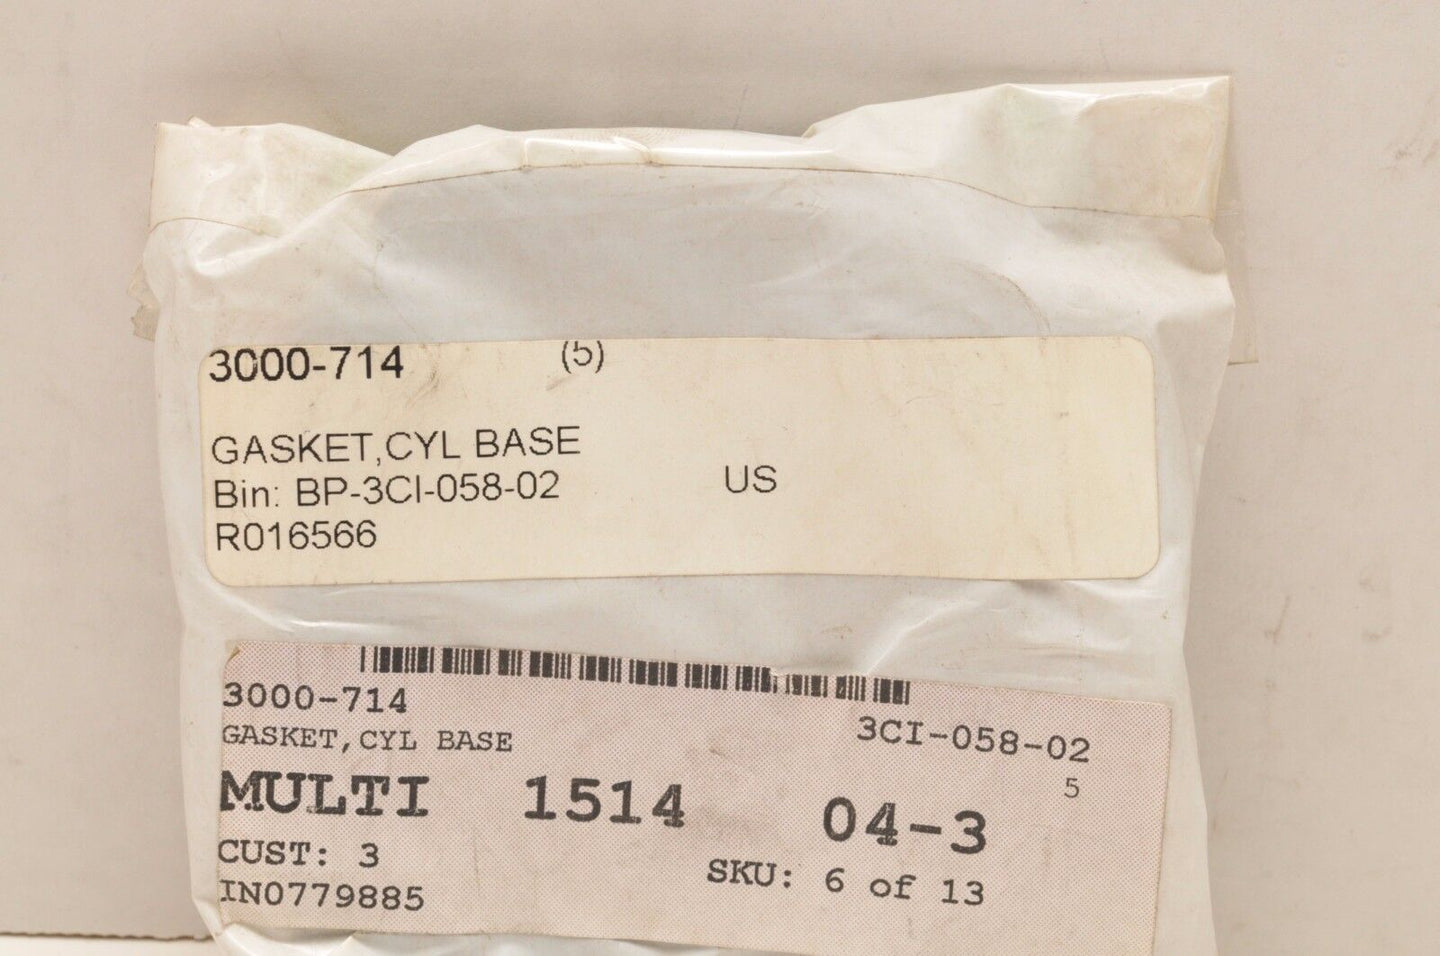 3000-714 (5)
GASKET,CYL BASE
Bin: BP-3CI-058-02 US
R016566
3000-714
3CI-058-02
GASKET,CYL BASE
5
MULTI 1514 04-3
CUST: 3 SKU: 6 of 13
IN0779885